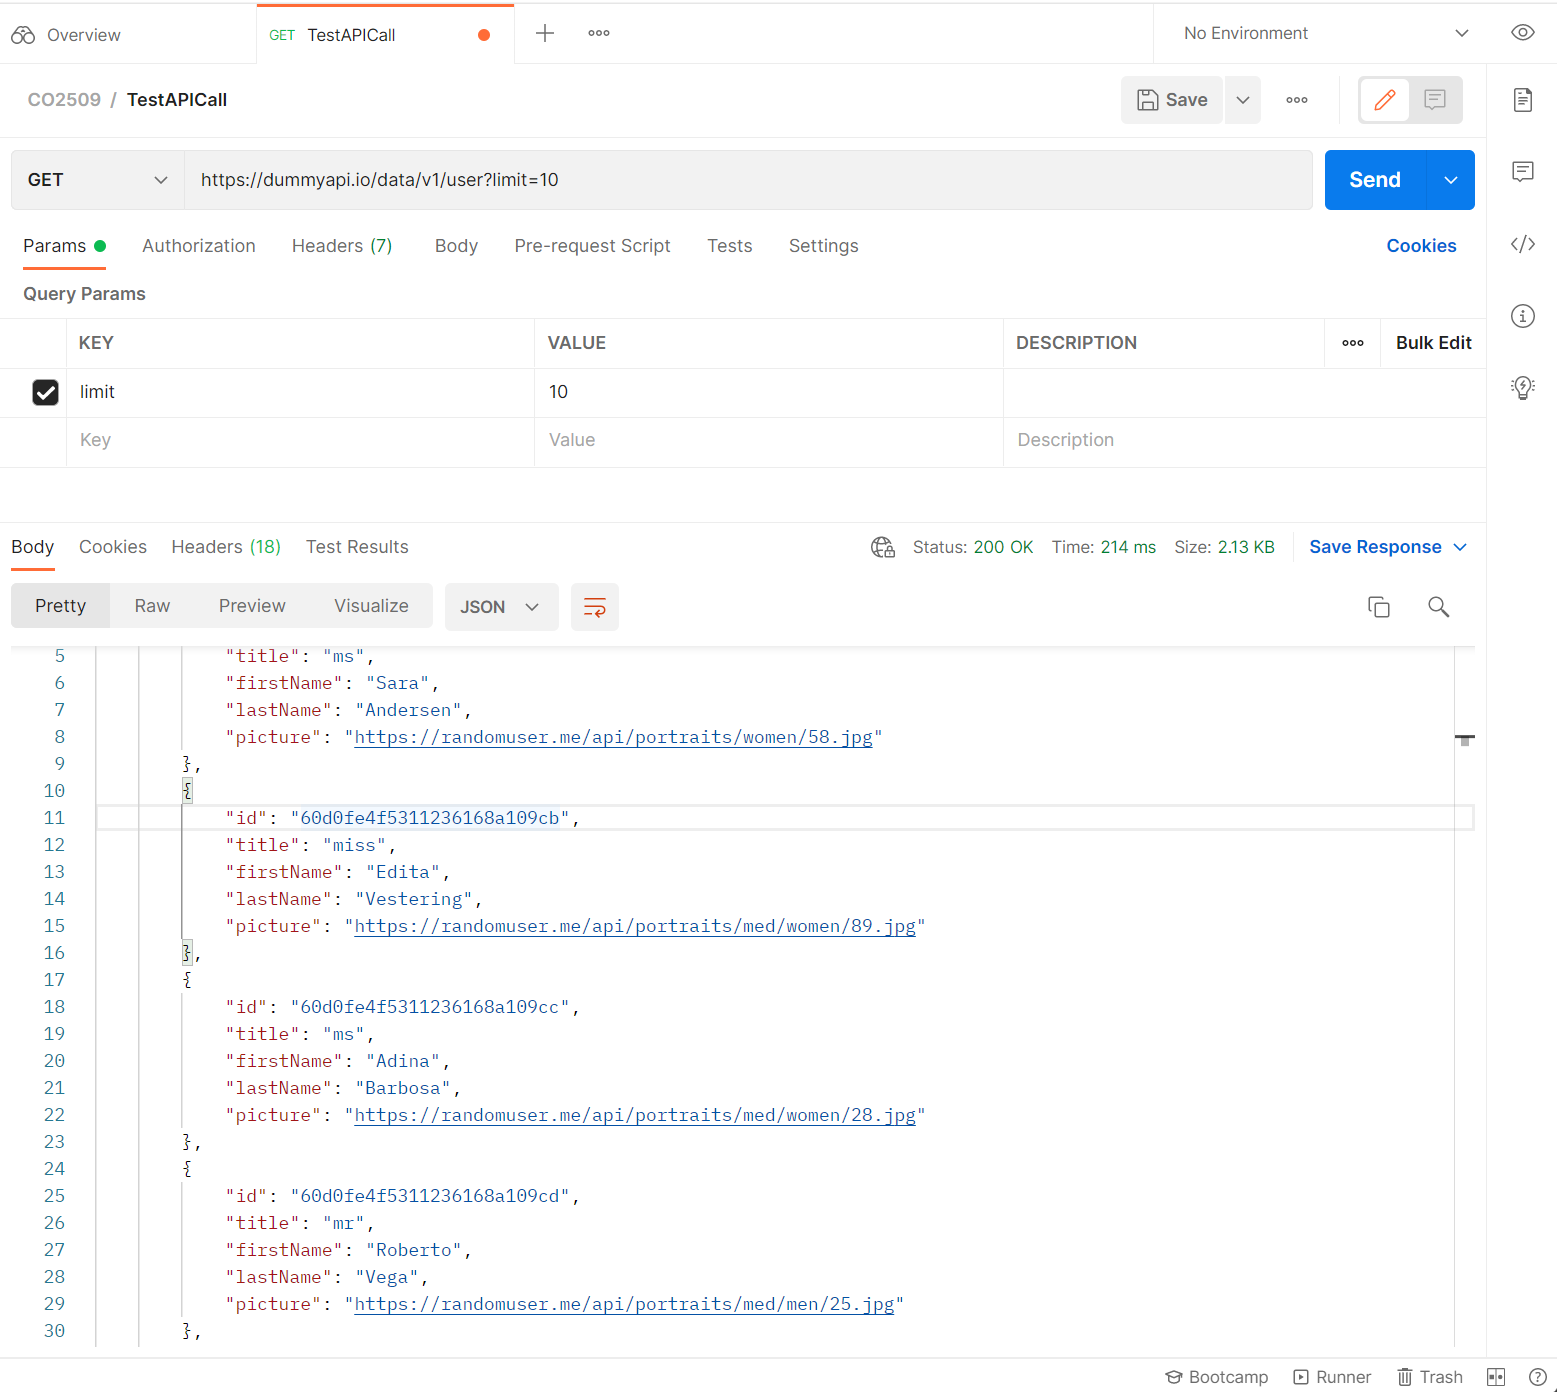 Overview
GET TestAPICall
No Environment
CO2509 / TestAPICall
Save
GET https://dummyapi.io/data/v1/user?limit=10
Send
Params Authorization Headers (7) Body Pre-request Script Tests Settings Cookies
Query Params
KEY VALUE DESCRIPTION Bulk Edit
limit 10
Key Value Description
Body Cookies Headers (18) Test Results Status: 200 OK Time: 214 ms Size: 2.13 KB Save Response
Pretty Raw Preview Visualize JSON
5 "title": "ms",
6 "firstName": "Sara",
7 "lastName": "Andersen",
8 "picture": "https://randomuser.me/api/portraits/women/58.jpg"
9 },
10 {
11 "id": "60d0fe4f5311236168a109cb",
12 "title": "miss",
13 "firstName": "Edita",
14 "lastName": "Vestering",
15 "picture": "https://randomuser.me/api/portraits/med/women/89.jpg"
16 },
17 {
18 "id": "60d0fe4f5311236168a109cc",
19 "title": "ms",
20 "firstName": "Adina",
21 "lastName": "Barbosa",
22 "picture": "https://randomuser.me/api/portraits/med/women/28.jpg"
23 },
24 {
25 "id": "60d0fe4f5311236168a109cd",
26 "title": "mr",
27 "firstName": "Roberto",
28 "lastName": "Vega",
29 "picture": "https://randomuser.me/api/portraits/med/men/25.jpg"
30 },
Bootcamp Runner Trash